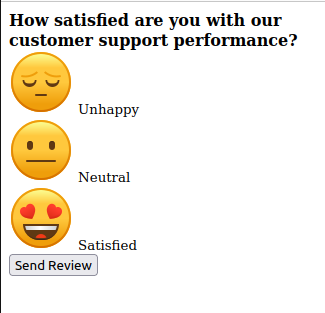 How satisfied are you with our
customer support performance?
Unhappy
Neutral
Satisfied
Send Review